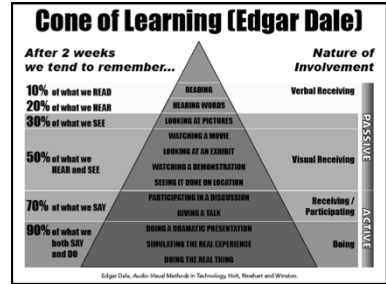 Cone of Learning (Edgar Dale)
After 2 weeks
we tend to remember...
Nature of
Involvement
10% of what we READ
READING
Verbal Receiving
20% of what we HEAR
HEARING WORDS
30% of what we SEE
LOOKING AT PICTURES
50% of what we
HEAR AND SEE
WATCHING A MOVIE
LOOKING AT AN EXHIBIT
WATCHING A DEMONSTRATION
SEEING IT DONE ON LOCATION
Visual Receiving
PASSIVE
70% of what we SAY
PARTICIPATING IN A DISCUSSION
GIVING A TALK
Receiving /
Participating
90% of what we
both SAY
and DO
DOING A DRAMATIC PRESENTATION
SIMULATING THE REAL EXPERIENCE
DOING THE REAL THING
Doing
ACTIVE
Edgar Dale, Audio-Visual Methods in Technology, Holt, Rinehart and Winston.